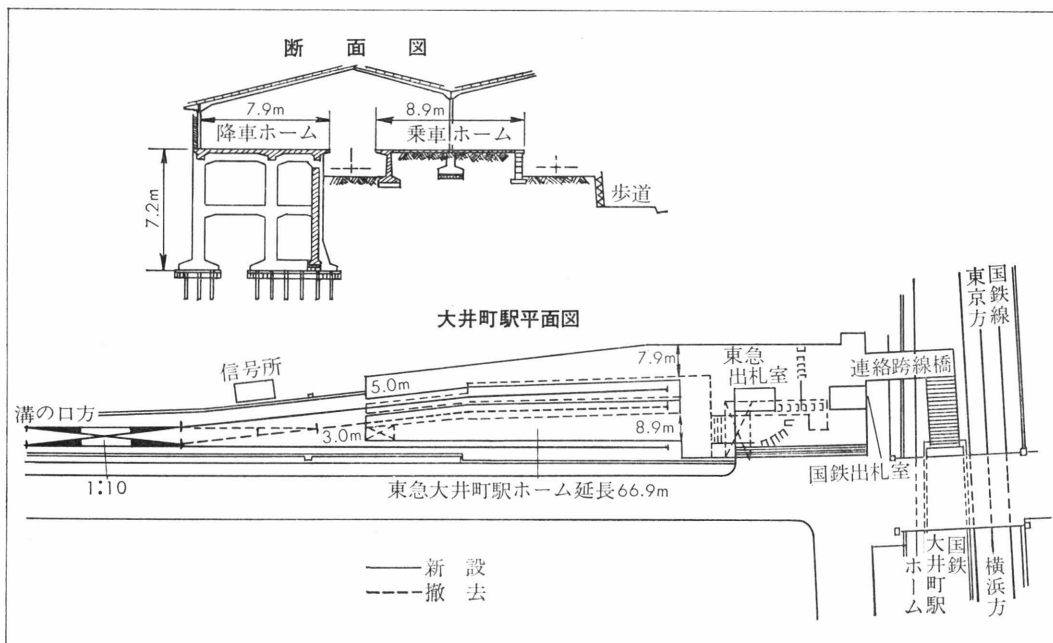 断面図
7.9m
8.9m
降車ホーム
乗車ホーム
7.2m
歩道
大井町駅平面図
国鉄線
東京方
信号所
5.0m
7.9m
東急
出札室
連絡跨線橋
溝の口方
3.0m
8.9m
国鉄出札室
1:10
東急大井町駅ホーム延長66.9m
国鉄
大井町駅
ホーム
横浜方
新設
撤去